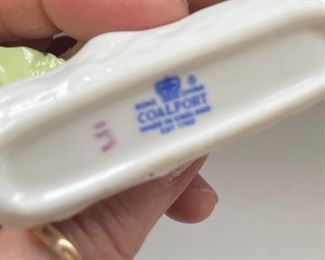 ®
BONE CHINA
COALPORT
MADE IN ENGLAND
EST 1750